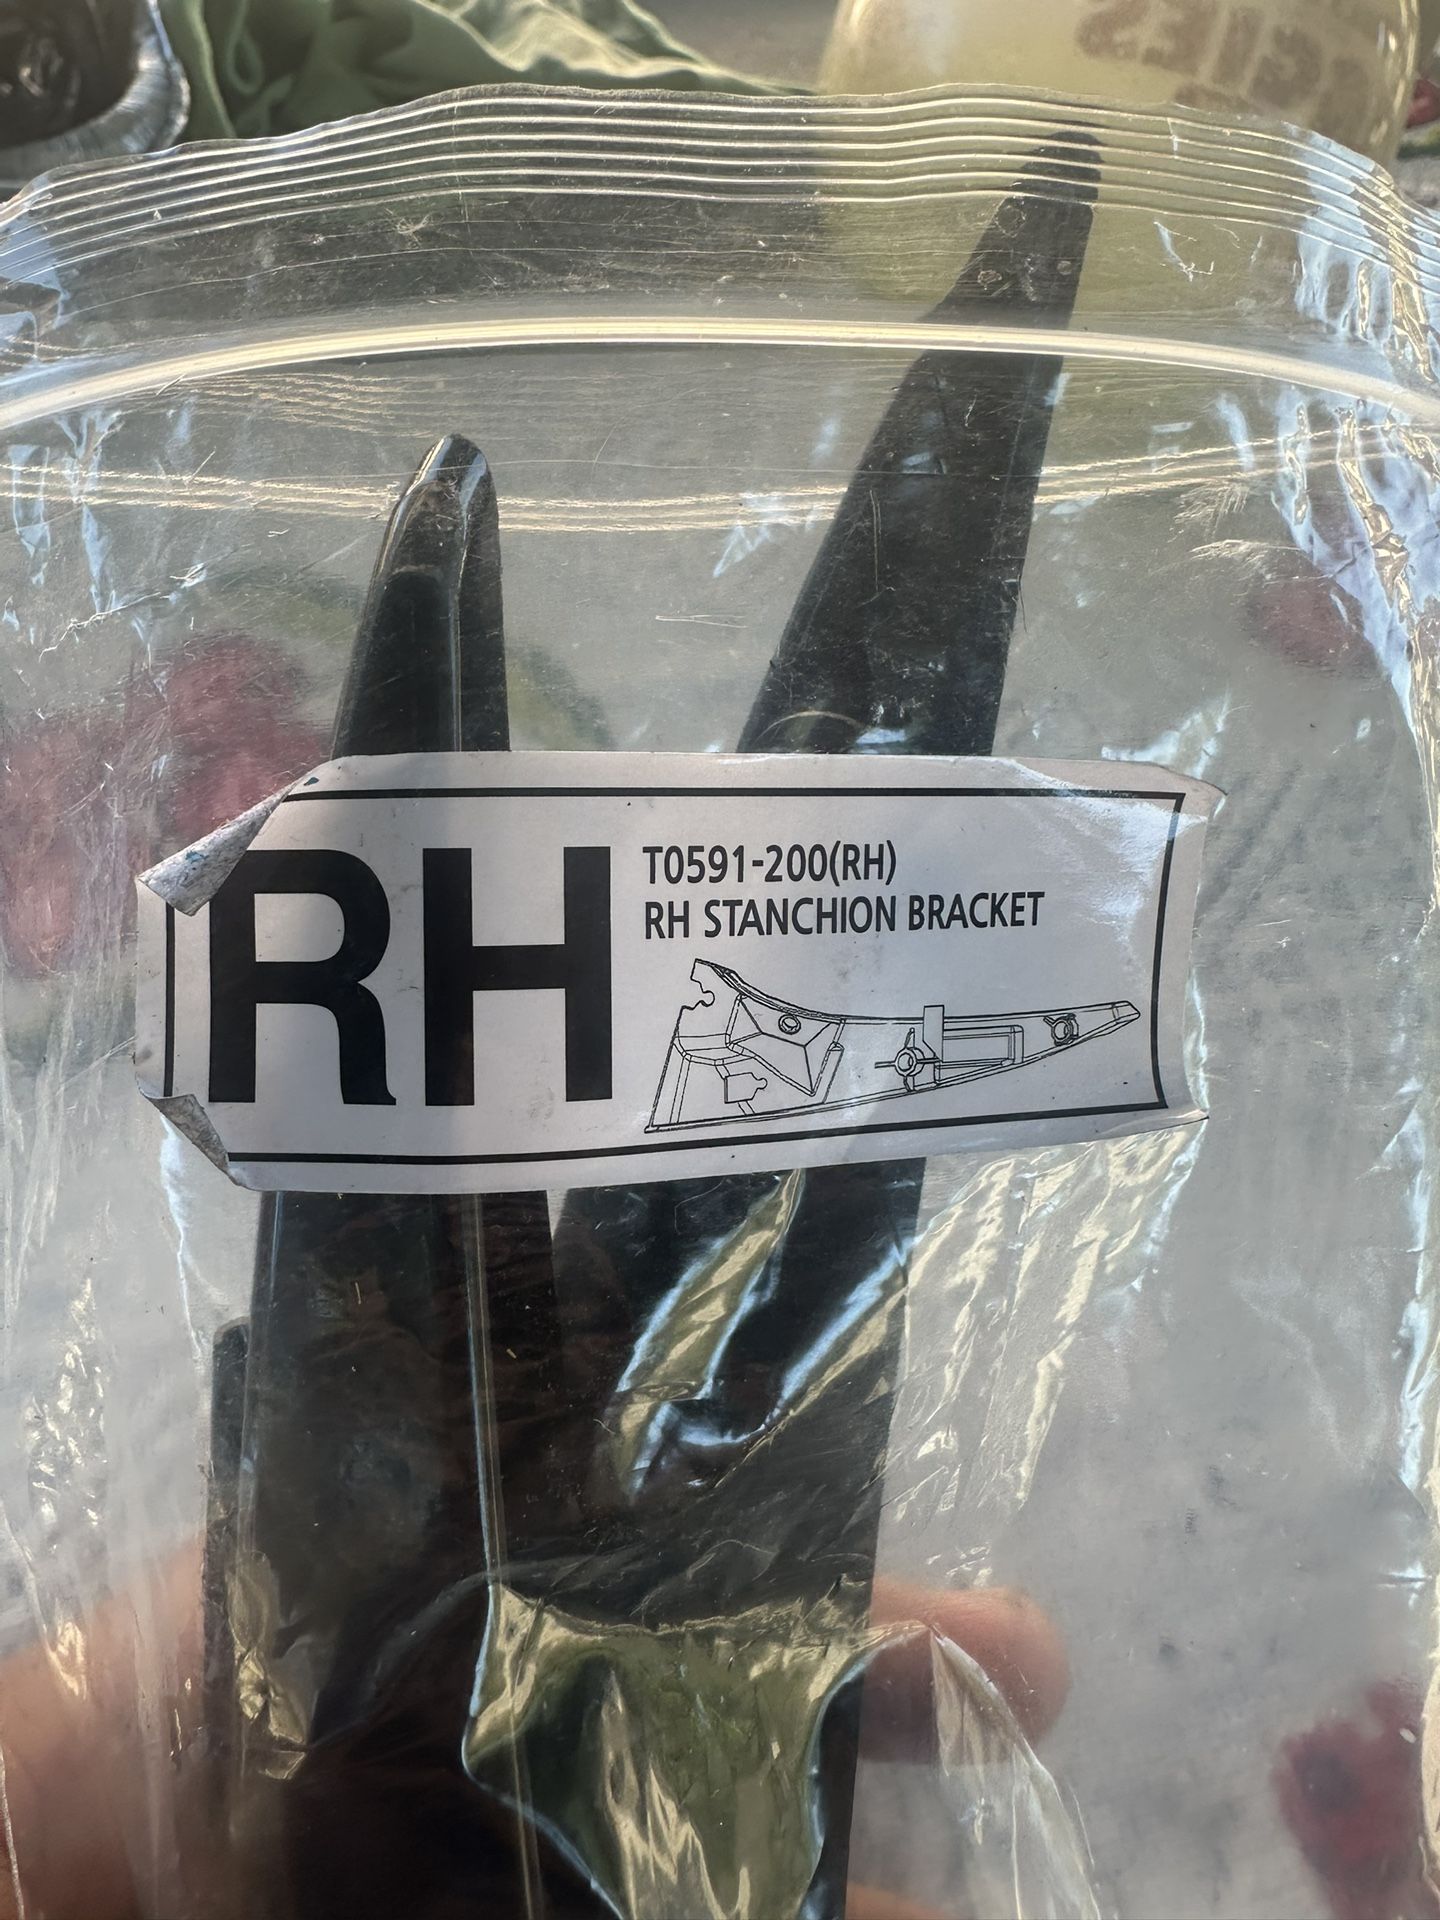 RH
T0591-200(RH)
RH STANCHION BRACKET